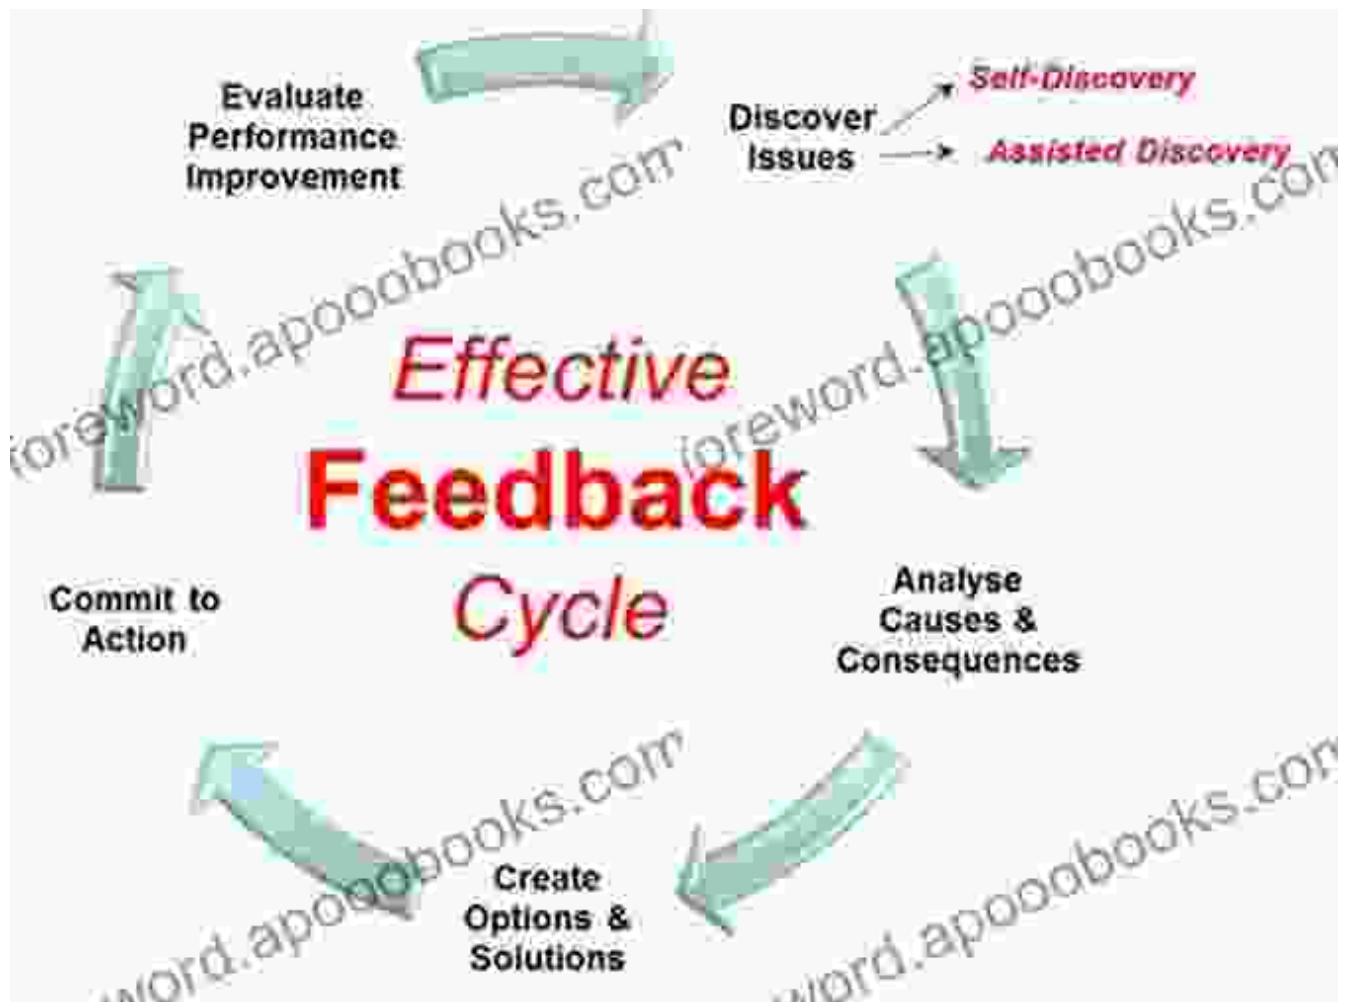 Evaluate
Performance
Improvement
Discover
Issues
Self-Discovery
Assisted Discovery
Effective
Feedback
Cycle
Analyse
Causes &
Consequences
Create
Options &
Solutions
Commit to
Action
foreword.apooobooks.com
foreword.apooobooks.com
word.apooobooks.com
word.apooobooks.com